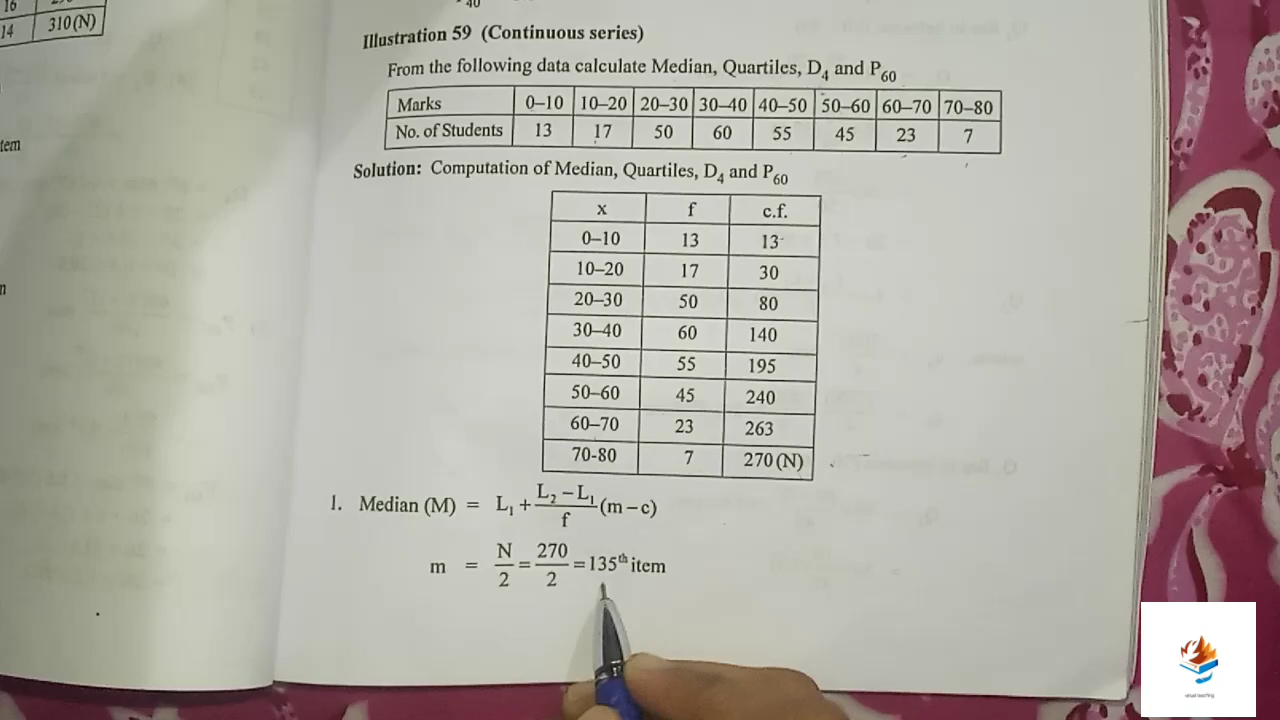 16
14 310(N)
tem
40
Illustration 59 (Continuous series)
From the following data calculate Median, Quartiles, D4 and P60
Marks 0–10 10–20 20–30 30–40 40–50 50–60 60–70 70–80
No. of Students 13 17 50 60 55 45 23 7
Solution: Computation of Median, Quartiles, D4 and P60
x f c.f.
0–10 13 13
10–20 17 30
20–30 50 80
30–40 60 140
40–50 55 195
50–60 45 240
60–70 23 263
70-80 7 270(N)
1. Median (M) = L1 + (L2 – L1)/f (m – c)
m = N/2 = 270/2 = 135th item
virtual teaching